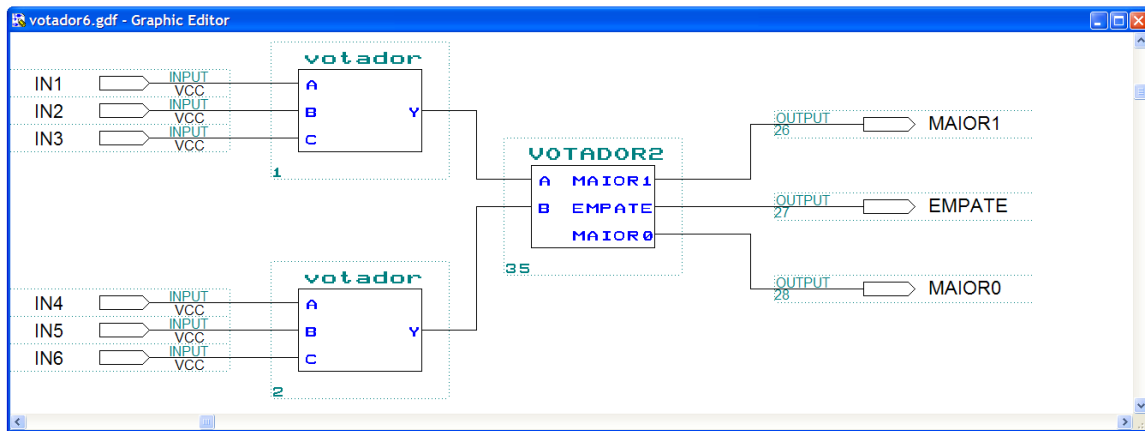 votador6.gdf - Graphic Editor
votador
IN1 INPUT VCC A
IN2 INPUT VCC B Y
IN3 INPUT VCC C
1
OUTPUT 26 MAIOR1
VOTADOR2
A MAIOR1
B EMPATE
MAIOR0
35
OUTPUT 27 EMPATE
OUTPUT 28 MAIOR0
votador
IN4 INPUT VCC A
IN5 INPUT VCC B Y
IN6 INPUT VCC C
2